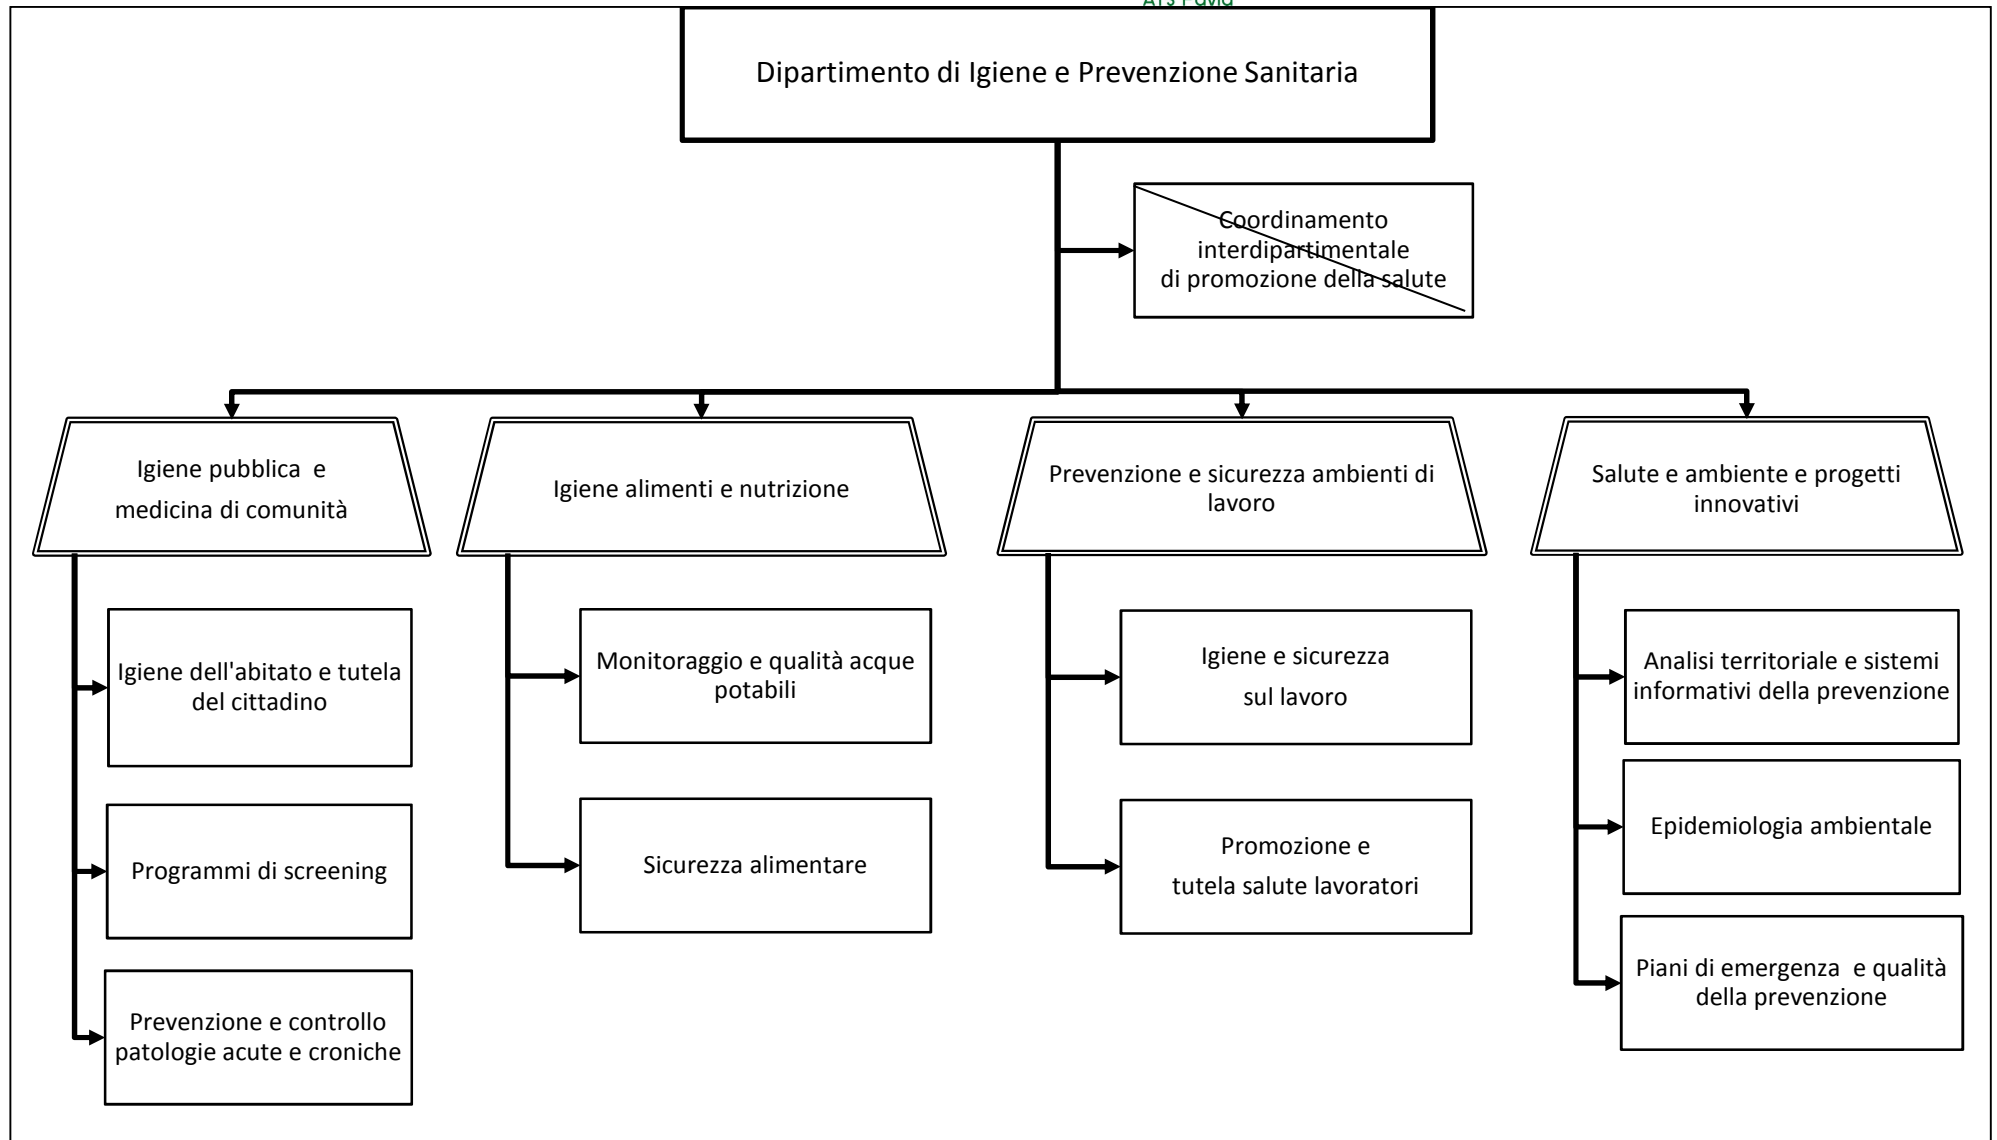 ATS Pavia
Dipartimento di Igiene e Prevenzione Sanitaria
Coordinamento
interdipartimentale
di promozione della salute
Igiene pubblica e
medicina di comunità
Igiene alimenti e nutrizione
Prevenzione e sicurezza ambienti di
lavoro
Salute e ambiente e progetti
innovativi
Igiene dell'abitato e tutela
del cittadino
Programmi di screening
Prevenzione e controllo
patologie acute e croniche
Monitoraggio e qualità acque
potabili
Sicurezza alimentare
Igiene e sicurezza
sul lavoro
Promozione e
tutela salute lavoratori
Analisi territoriale e sistemi
informativi della prevenzione
Epidemiologia ambientale
Piani di emergenza e qualità
della prevenzione